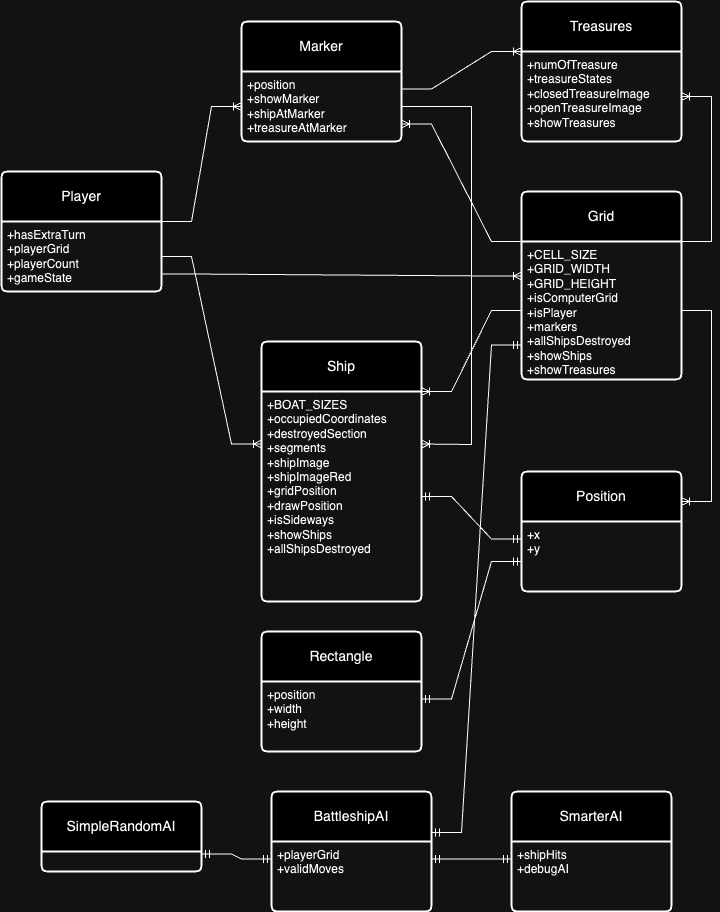 Treasures
+numOfTreasure
+treasureStates
+closedTreasureImage
+openTreasureImage
+showTreasures
Marker
+position
+showMarker
+shipAtMarker
+treasureAtMarker
Player
+hasExtraTurn
+playerGrid
+playerCount
+gameState
Grid
+CELL_SIZE
+GRID_WIDTH
+GRID_HEIGHT
+isComputerGrid
+isPlayer
+markers
+allShipsDestroyed
+showShips
+showTreasures
Ship
+BOAT_SIZES
+occupiedCoordinates
+destroyedSection
+segments
+shipImage
+shipImageRed
+gridPosition
+drawPosition
+isSideways
+showShips
+allShipsDestroyed
Position
+x
+y
Rectangle
+position
+width
+height
SimpleRandomAI
BattleshipAI
+playerGrid
+validMoves
SmarterAI
+shipHits
+debugAI